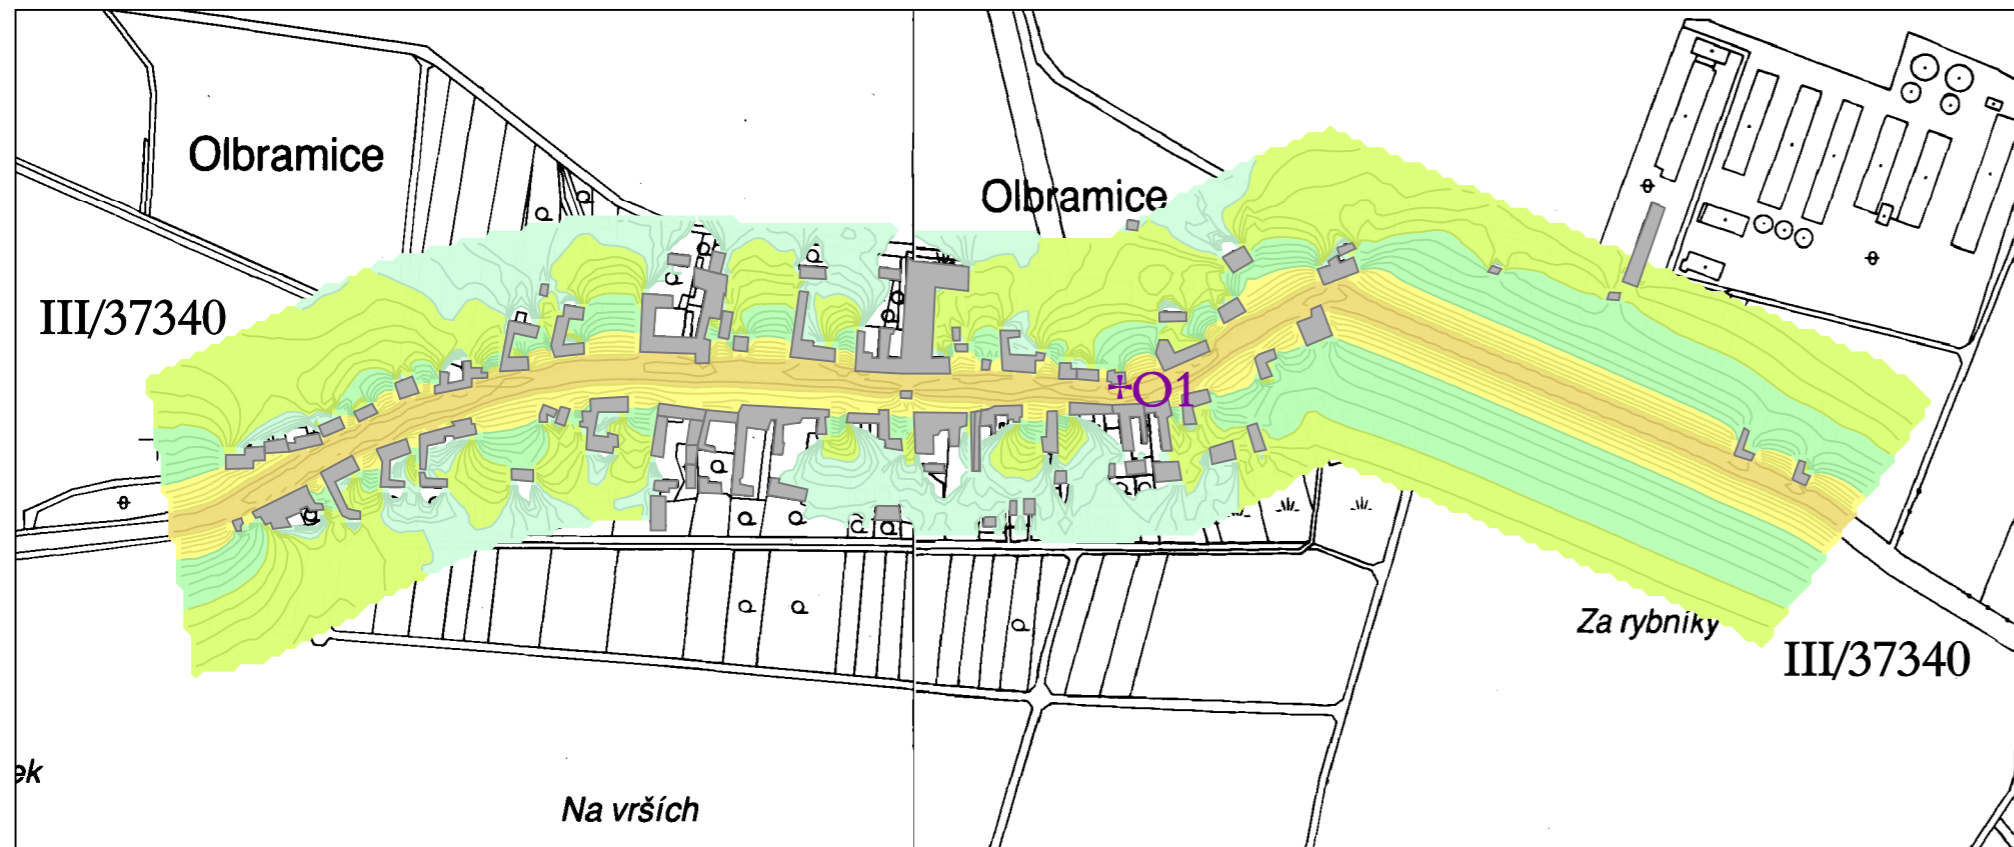 Olbramice
Olbramice
III/37340
O1
Za rybníky
III/37340
ek
Na vrších